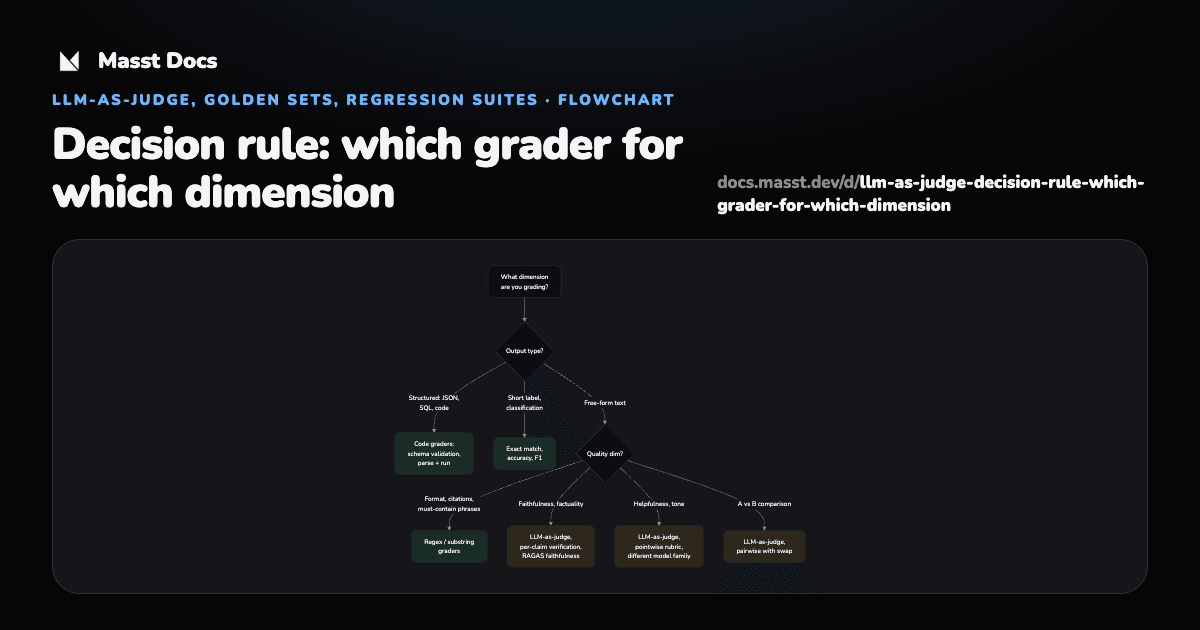 Masst Docs
LLM-AS-JUDGE, GOLDEN SETS, REGRESSION SUITES · FLOWCHART
Decision rule: which grader for
which dimension
docs.masst.dev/d/llm-as-judge-decision-rule-which-
grader-for-which-dimension
What dimension
are you grading?
Output type?
Structured: JSON,
SQL, code
Short label,
classification
Free-form text
Code graders:
schema validation,
parse + run
Exact match,
accuracy, F1
Quality dim?
Format, citations,
must-contain phrases
Faithfulness, factuality
Helpfulness, tone
A vs B comparison
Regex / substring
graders
LLM-as-judge,
per-claim verification,
RAGAS faithfulness
LLM-as-judge,
pointwise rubric,
different model family
LLM-as-judge,
pairwise with swap